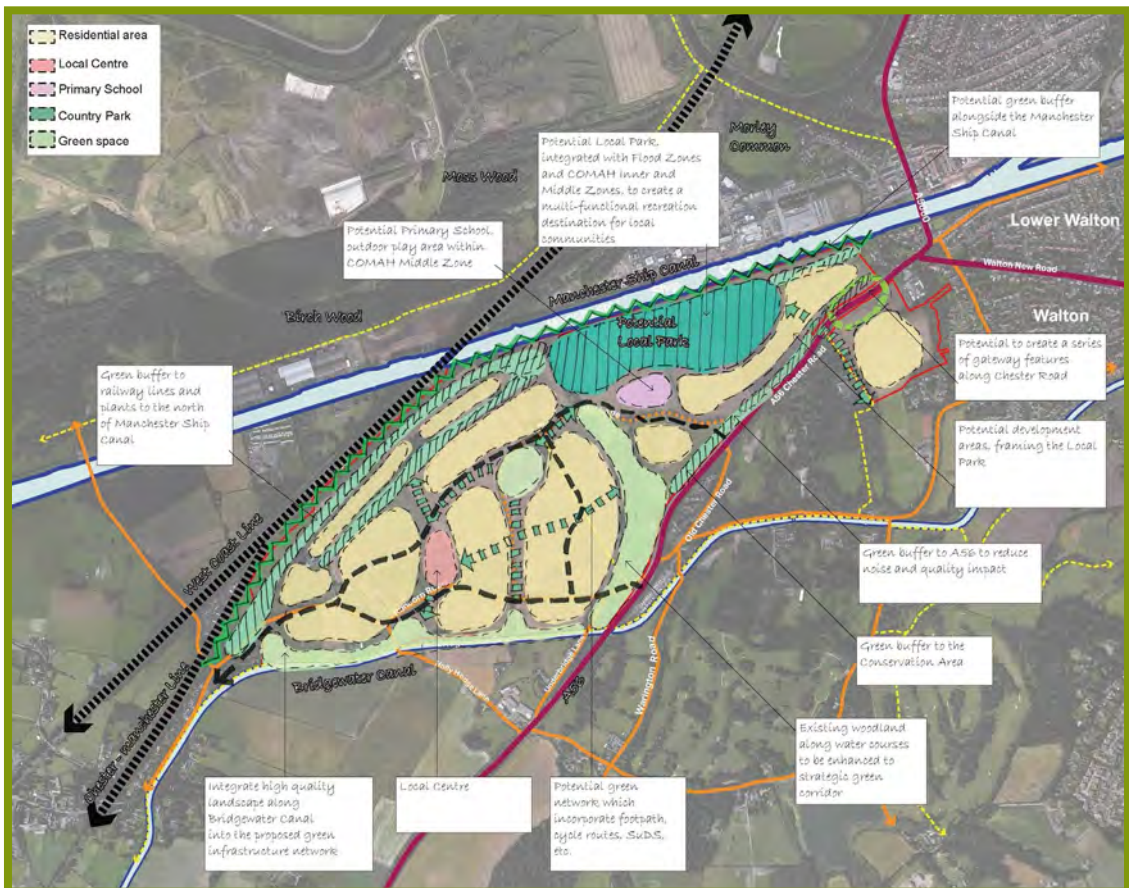 Residential area
Local Centre
Primary School
Country Park
Green space
Potential green buffer
alongside the Manchester
Ship Canal
Morley
Common
Potential Local Park,
integrated with Flood Zones
and COMAH Inner and
Middle Zones, to create a
multi-functional recreation
destination for local
communities
Moss Wood
Potential Primary School,
outdoor play area within
COMAH Middle Zone
A5060
Lower Walton
Walton New Road
Manchester Ship Canal
Birch Wood
Potential
Local Park
Walton
Potential to create a series
of gateway features
along Chester Road
A56 Chester Road
Green buffer to
railway lines and
plants to the north
of Manchester Ship
Canal
Potential development
areas, framing the Local
Park
West Coast Line
Old Chester Road
Green buffer to A56 to reduce
noise and quality impact
Green buffer to the
Conservation Area
Bridgewater Canal
A56
Warington Road
Chester - manchester Line
Existing woodland
along water courses
to be enhanced to
strategic green
corridor
Integrate high quality
landscape along
Bridgewater Canal
into the proposed green
infrastructure network
Local Centre
Potential green
network which
incorporate footpath,
cycle routes, SuDS,
etc.